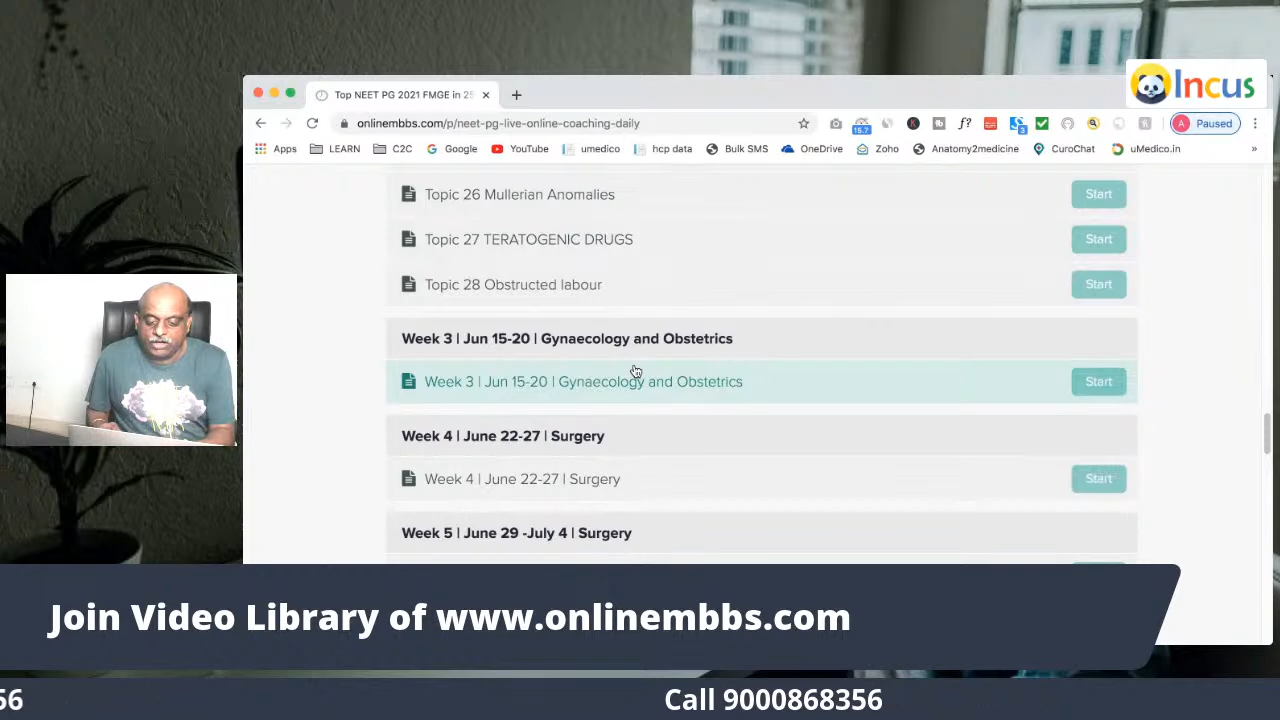 Incus
Top NEET PG 2021 FMGE in 25
onlinembbs.com/p/neet-pg-live-online-coaching-daily
15.7
f?
3
A Paused
Apps LEARN C2C Google YouTube umedico hcp data Bulk SMS OneDrive Zoho Anatomy2medicine CuroChat uMedico.in »
Topic 26 Mullerian Anomalies Start
Topic 27 TERATOGENIC DRUGS Start
Topic 28 Obstructed labour Start
Week 3 | Jun 15-20 | Gynaecology and Obstetrics
Week 3 | Jun 15-20 | Gynaecology and Obstetrics Start
Week 4 | June 22-27 | Surgery
Week 4 | June 22-27 | Surgery Start
Week 5 | June 29 -July 4 | Surgery
Join Video Library of www.onlinembbs.com
56 Call 9000868356